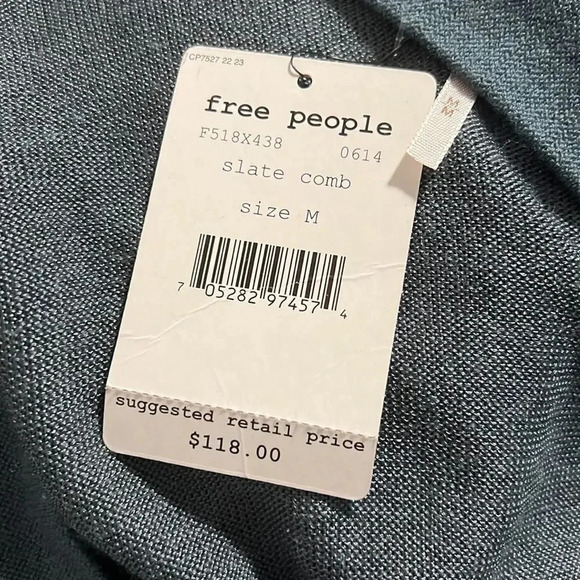 CP7527 22 23
free people
F518X438 0614
slate comb
size M
7 05282 97457 4
suggested retail price
$118.00
M
M